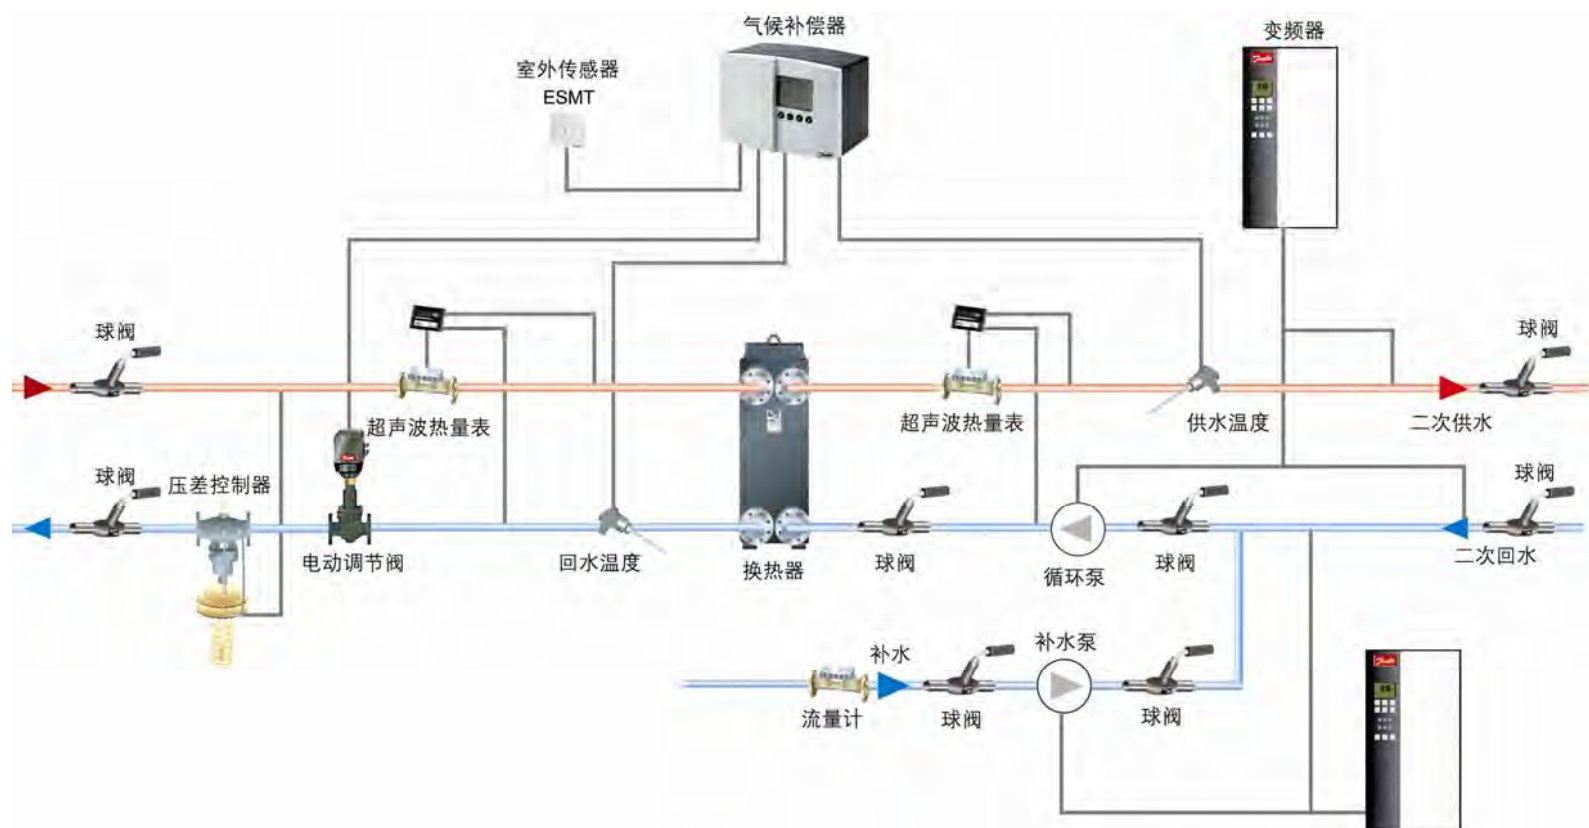 气候补偿器
变频器
室外传感器
ESMT
Danfoss
球阀
球阀
超声波热量表
超声波热量表
供水温度
二次供水
球阀
压差控制器
球阀
电动调节阀
回水温度
换热器
球阀
循环泵
球阀
二次回水
补水
补水泵
流量计
球阀
球阀
Danfoss